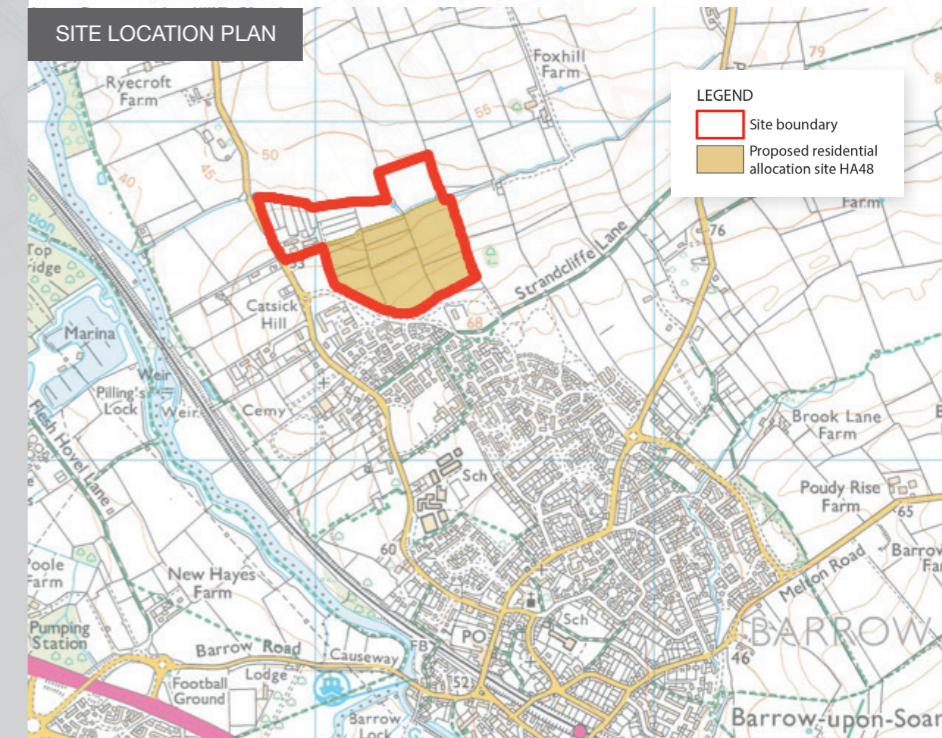 SITE LOCATION PLAN
Ryecroft
Farm
Foxhill
Farm
79
LEGEND
Site boundary
Proposed residential
allocation site HA48
55
50
45
40
Farm
76
Strandcliffe Lane
Top
Catsick
Hill
68
Marina
Weir
Pilling's
Lock
Weir
Cemy
Brook Lane
Farm
Flesh Hovel Lane
Sch
Poudy Rise
Farm
65
60
Poole
Farm
New Hayes
Farm
Melton Road
Barrow
Pumping
Station
Sch
BARROW
PO
FB
Barrow Road
Causeway
46
Lodge
Football
Ground
52
Barrow
Lock
Barrow-upon-Soar